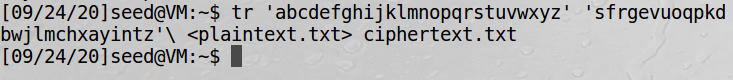 [09/24/20]seed@VM:~$ tr 'abcdefghijklmnopqrstuvwxyz' 'sfrgevuoqpkd
bwjlmchxayintz'\ <plaintext.txt> ciphertext.txt
[09/24/20]seed@VM:~$